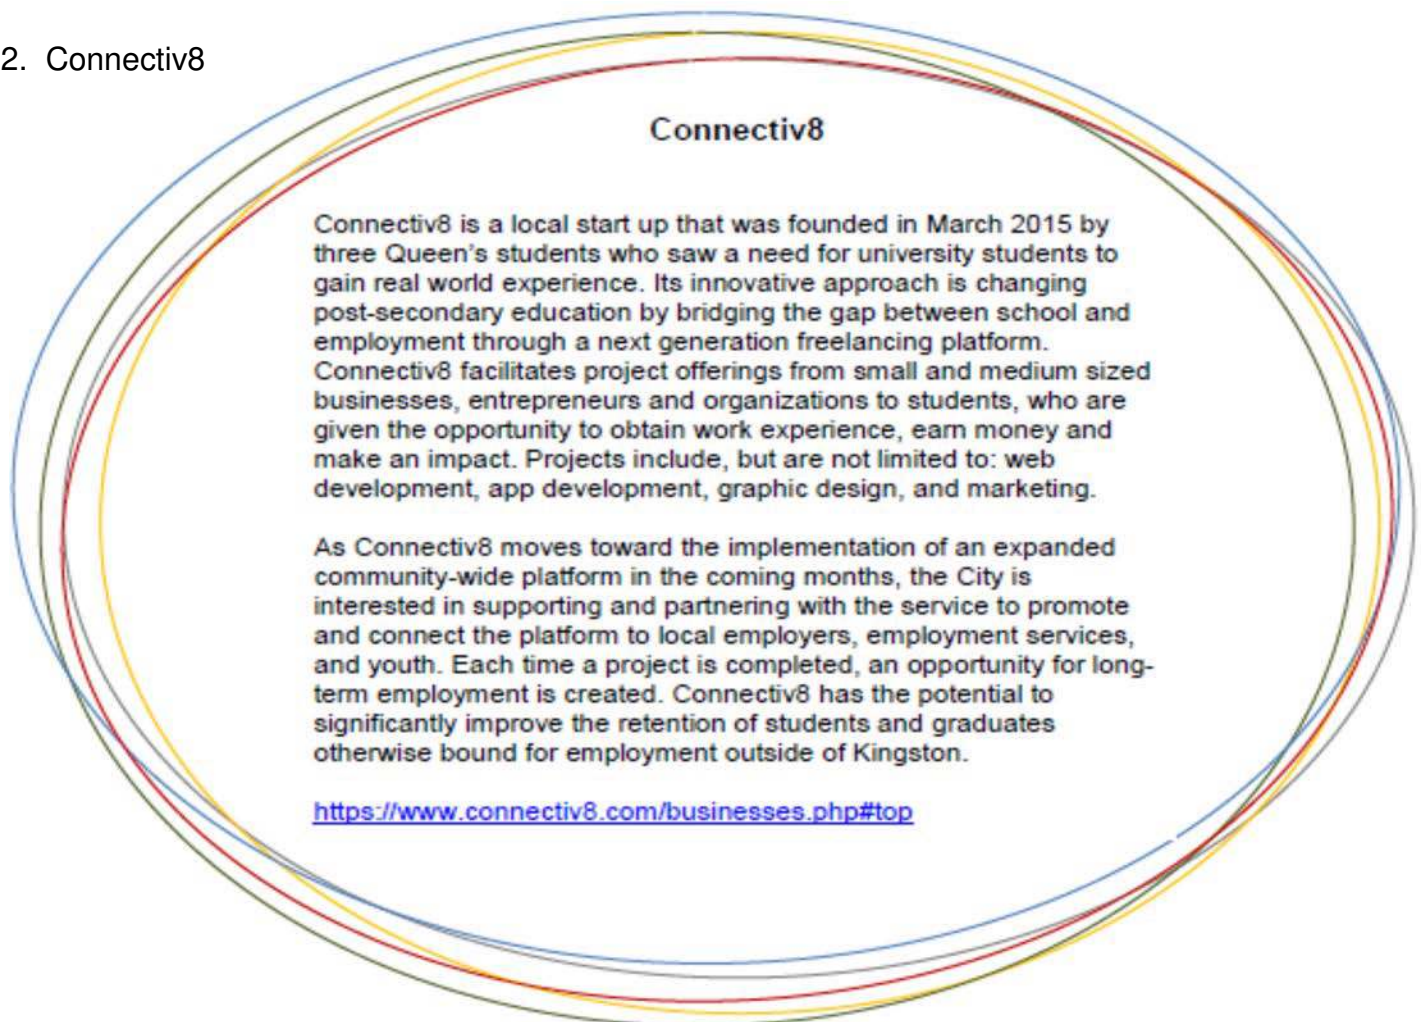 2. Connectiv8
Connectiv8
Connectiv8 is a local start up that was founded in March 2015 by
three Queen's students who saw a need for university students to
gain real world experience. Its innovative approach is changing
post-secondary education by bridging the gap between school and
employment through a next generation freelancing platform.
Connectiv8 facilitates project offerings from small and medium sized
businesses, entrepreneurs and organizations to students, who are
given the opportunity to obtain work experience, earn money and
make an impact. Projects include, but are not limited to: web
development, app development, graphic design, and marketing.
As Connectiv8 moves toward the implementation of an expanded
community-wide platform in the coming months, the City is
interested in supporting and partnering with the service to promote
and connect the platform to local employers, employment services,
and youth. Each time a project is completed, an opportunity for long-
term employment is created. Connectiv8 has the potential to
significantly improve the retention of students and graduates
otherwise bound for employment outside of Kingston.
https://www.connectiv8.com/businesses.php#top